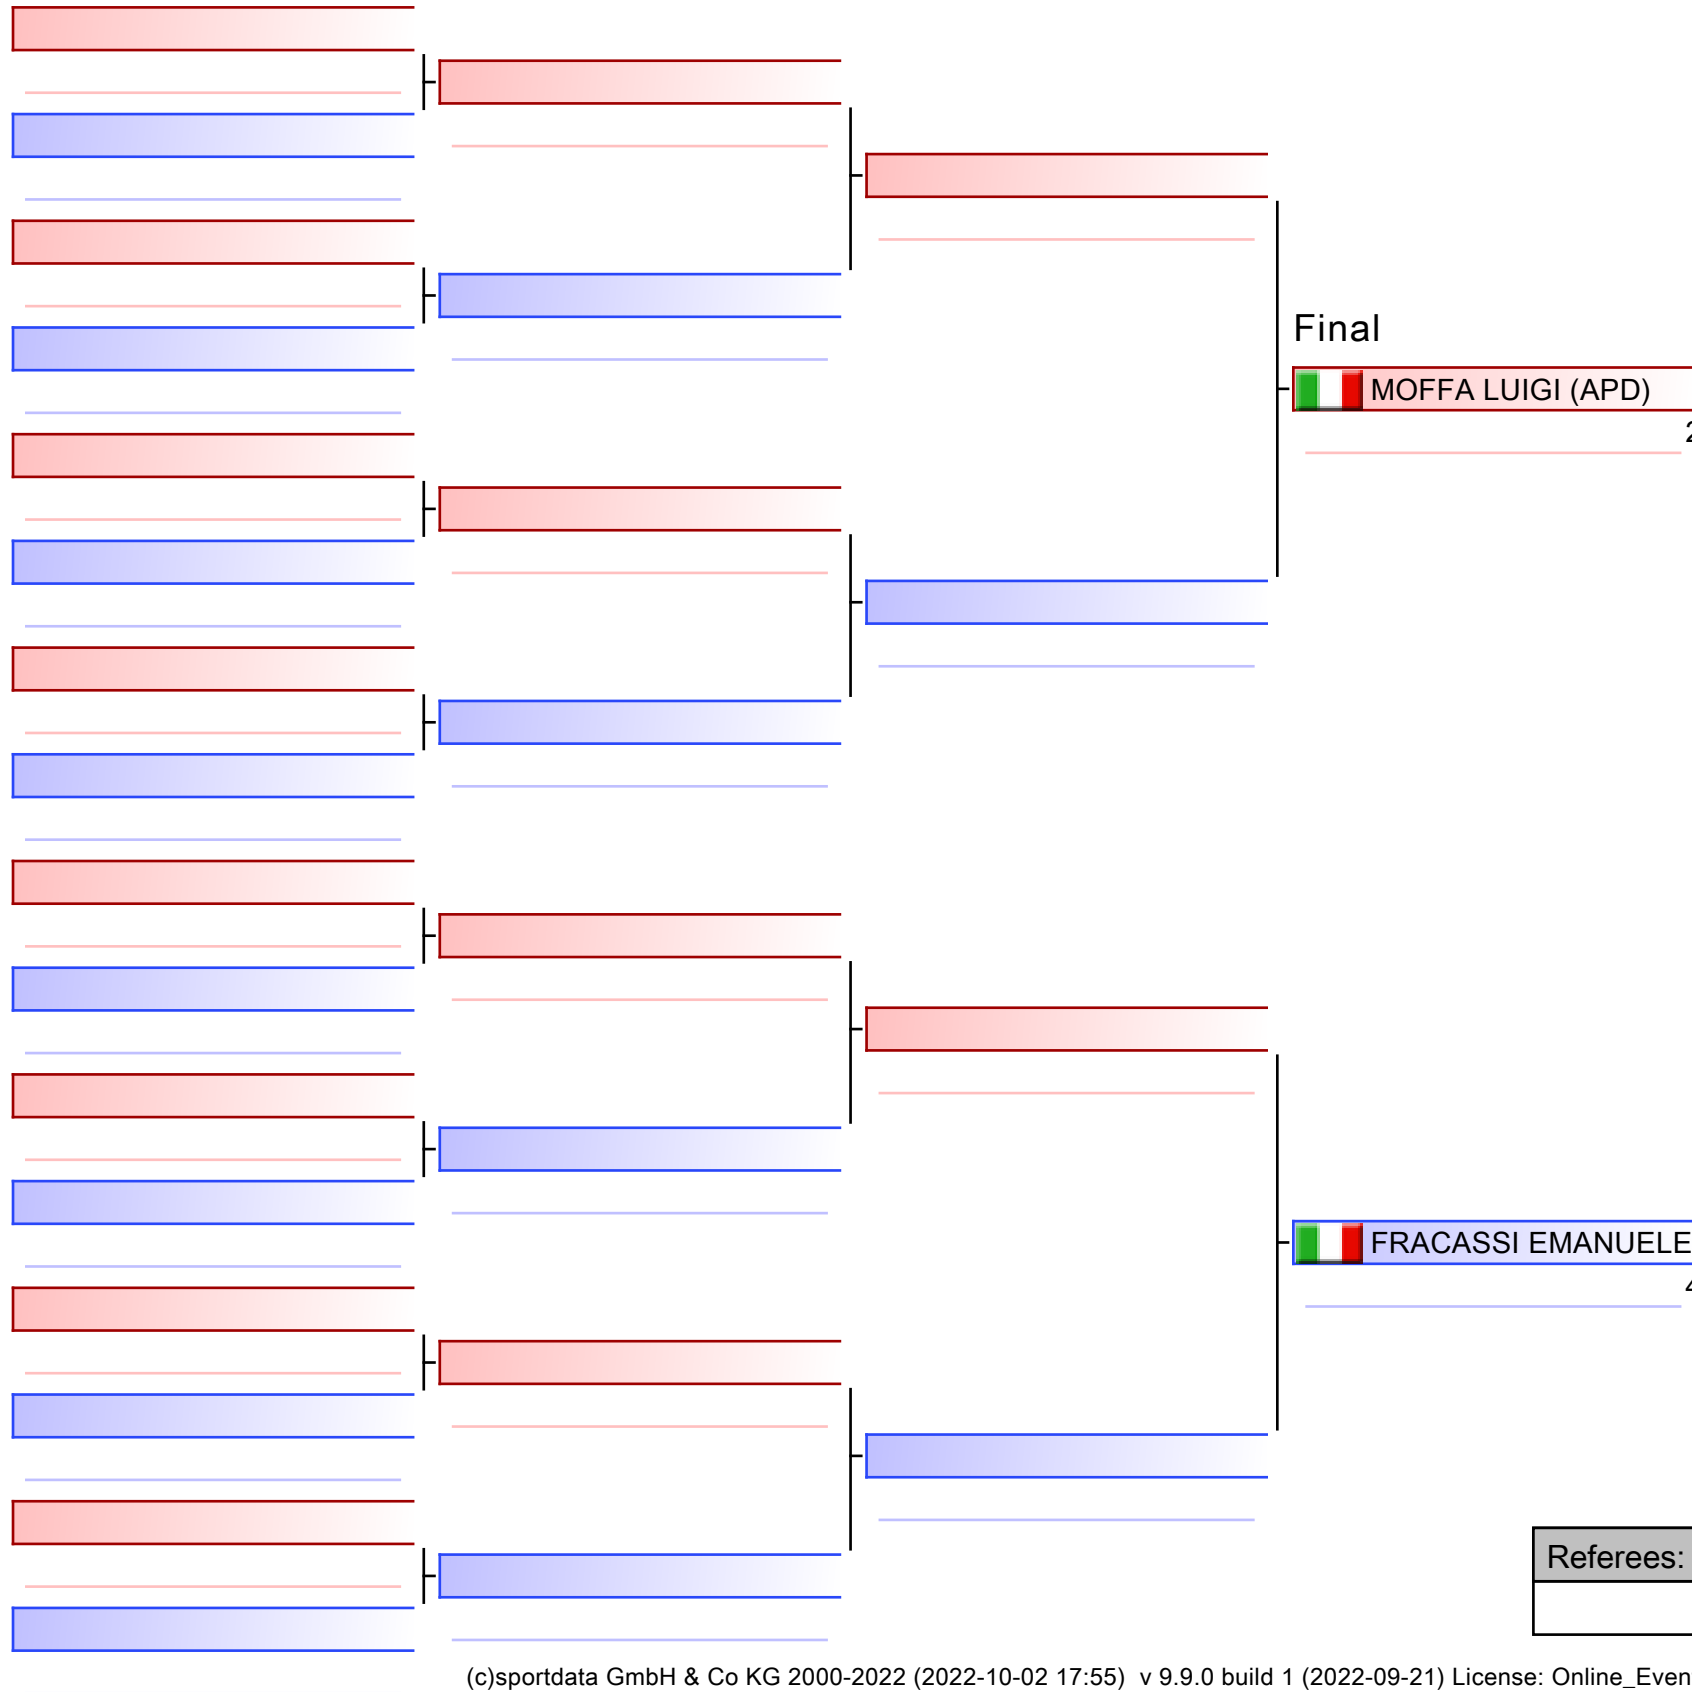 Final
MOFFA LUIGI (APD)
FRACASSI EMANUELE
Referees:
(c)sportdata GmbH & Co KG 2000-2022 (2022-10-02 17:55) v 9.9.0 build 1 (2022-09-21) License: Online_Even